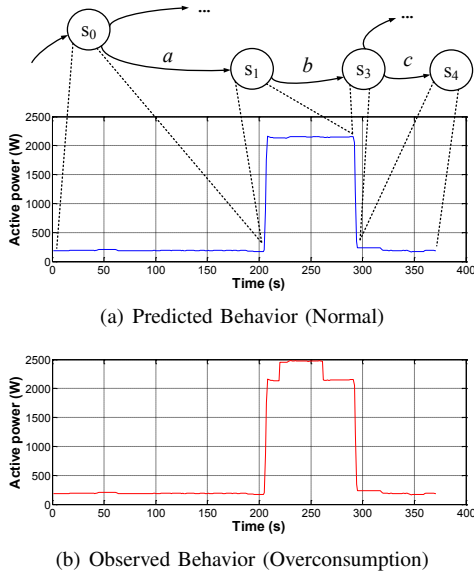 ...
...
s0
a
s1
b
s3
c
s4
2500
2000
1500
1000
500
0
Active power (W)
0 50 100 150 200 250 300 350 400
Time (s)
(a) Predicted Behavior (Normal)
2500
2000
1500
1000
500
0
Active power (W)
0 50 100 150 200 250 300 350 400
Time (s)
(b) Observed Behavior (Overconsumption)